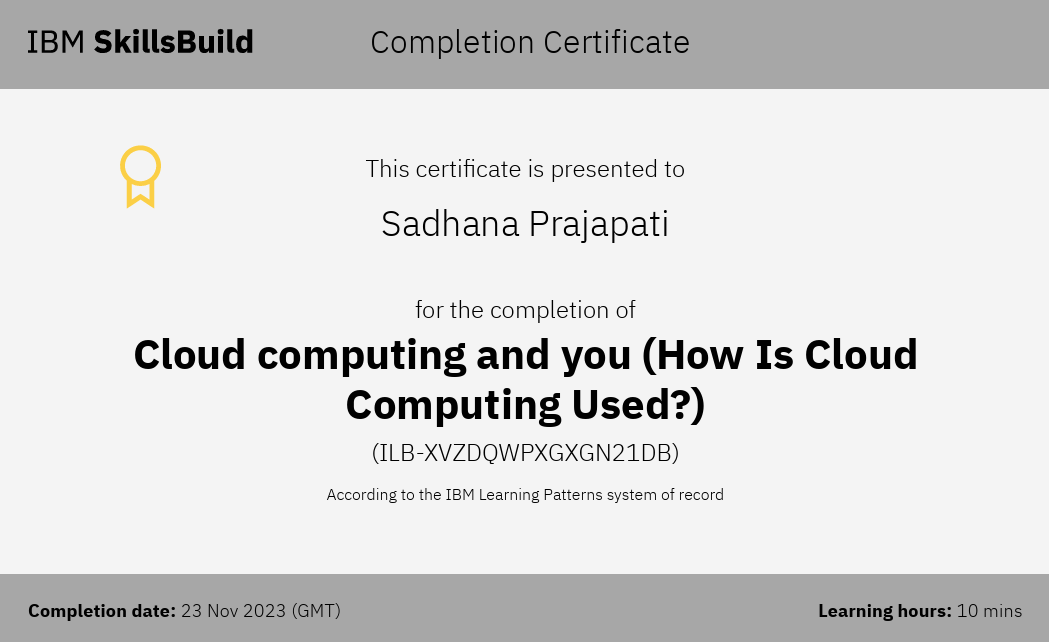 IBM SkillsBuild
Completion Certificate
This certificate is presented to
Sadhana Prajapati
for the completion of
Cloud computing and you (How Is Cloud
Computing Used?)
(ILB-XVZDQWPXGXGN21DB)
According to the IBM Learning Patterns system of record
Completion date: 23 Nov 2023 (GMT)
Learning hours: 10 mins